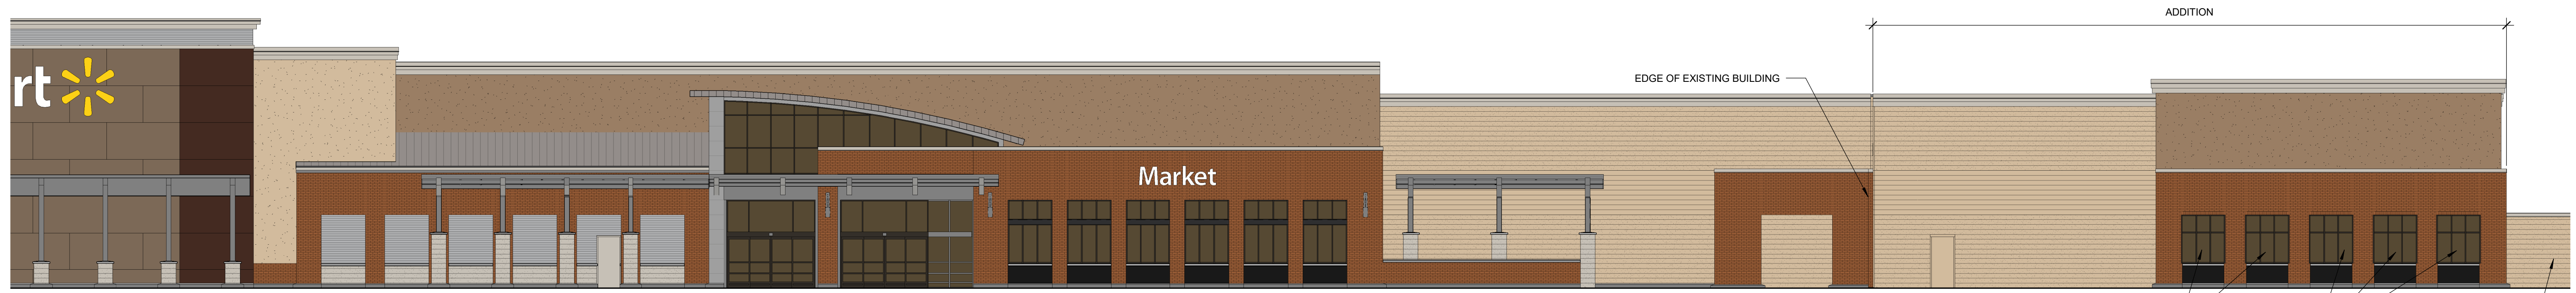 ADDITION
EDGE OF EXISTING BUILDING
rt
Market